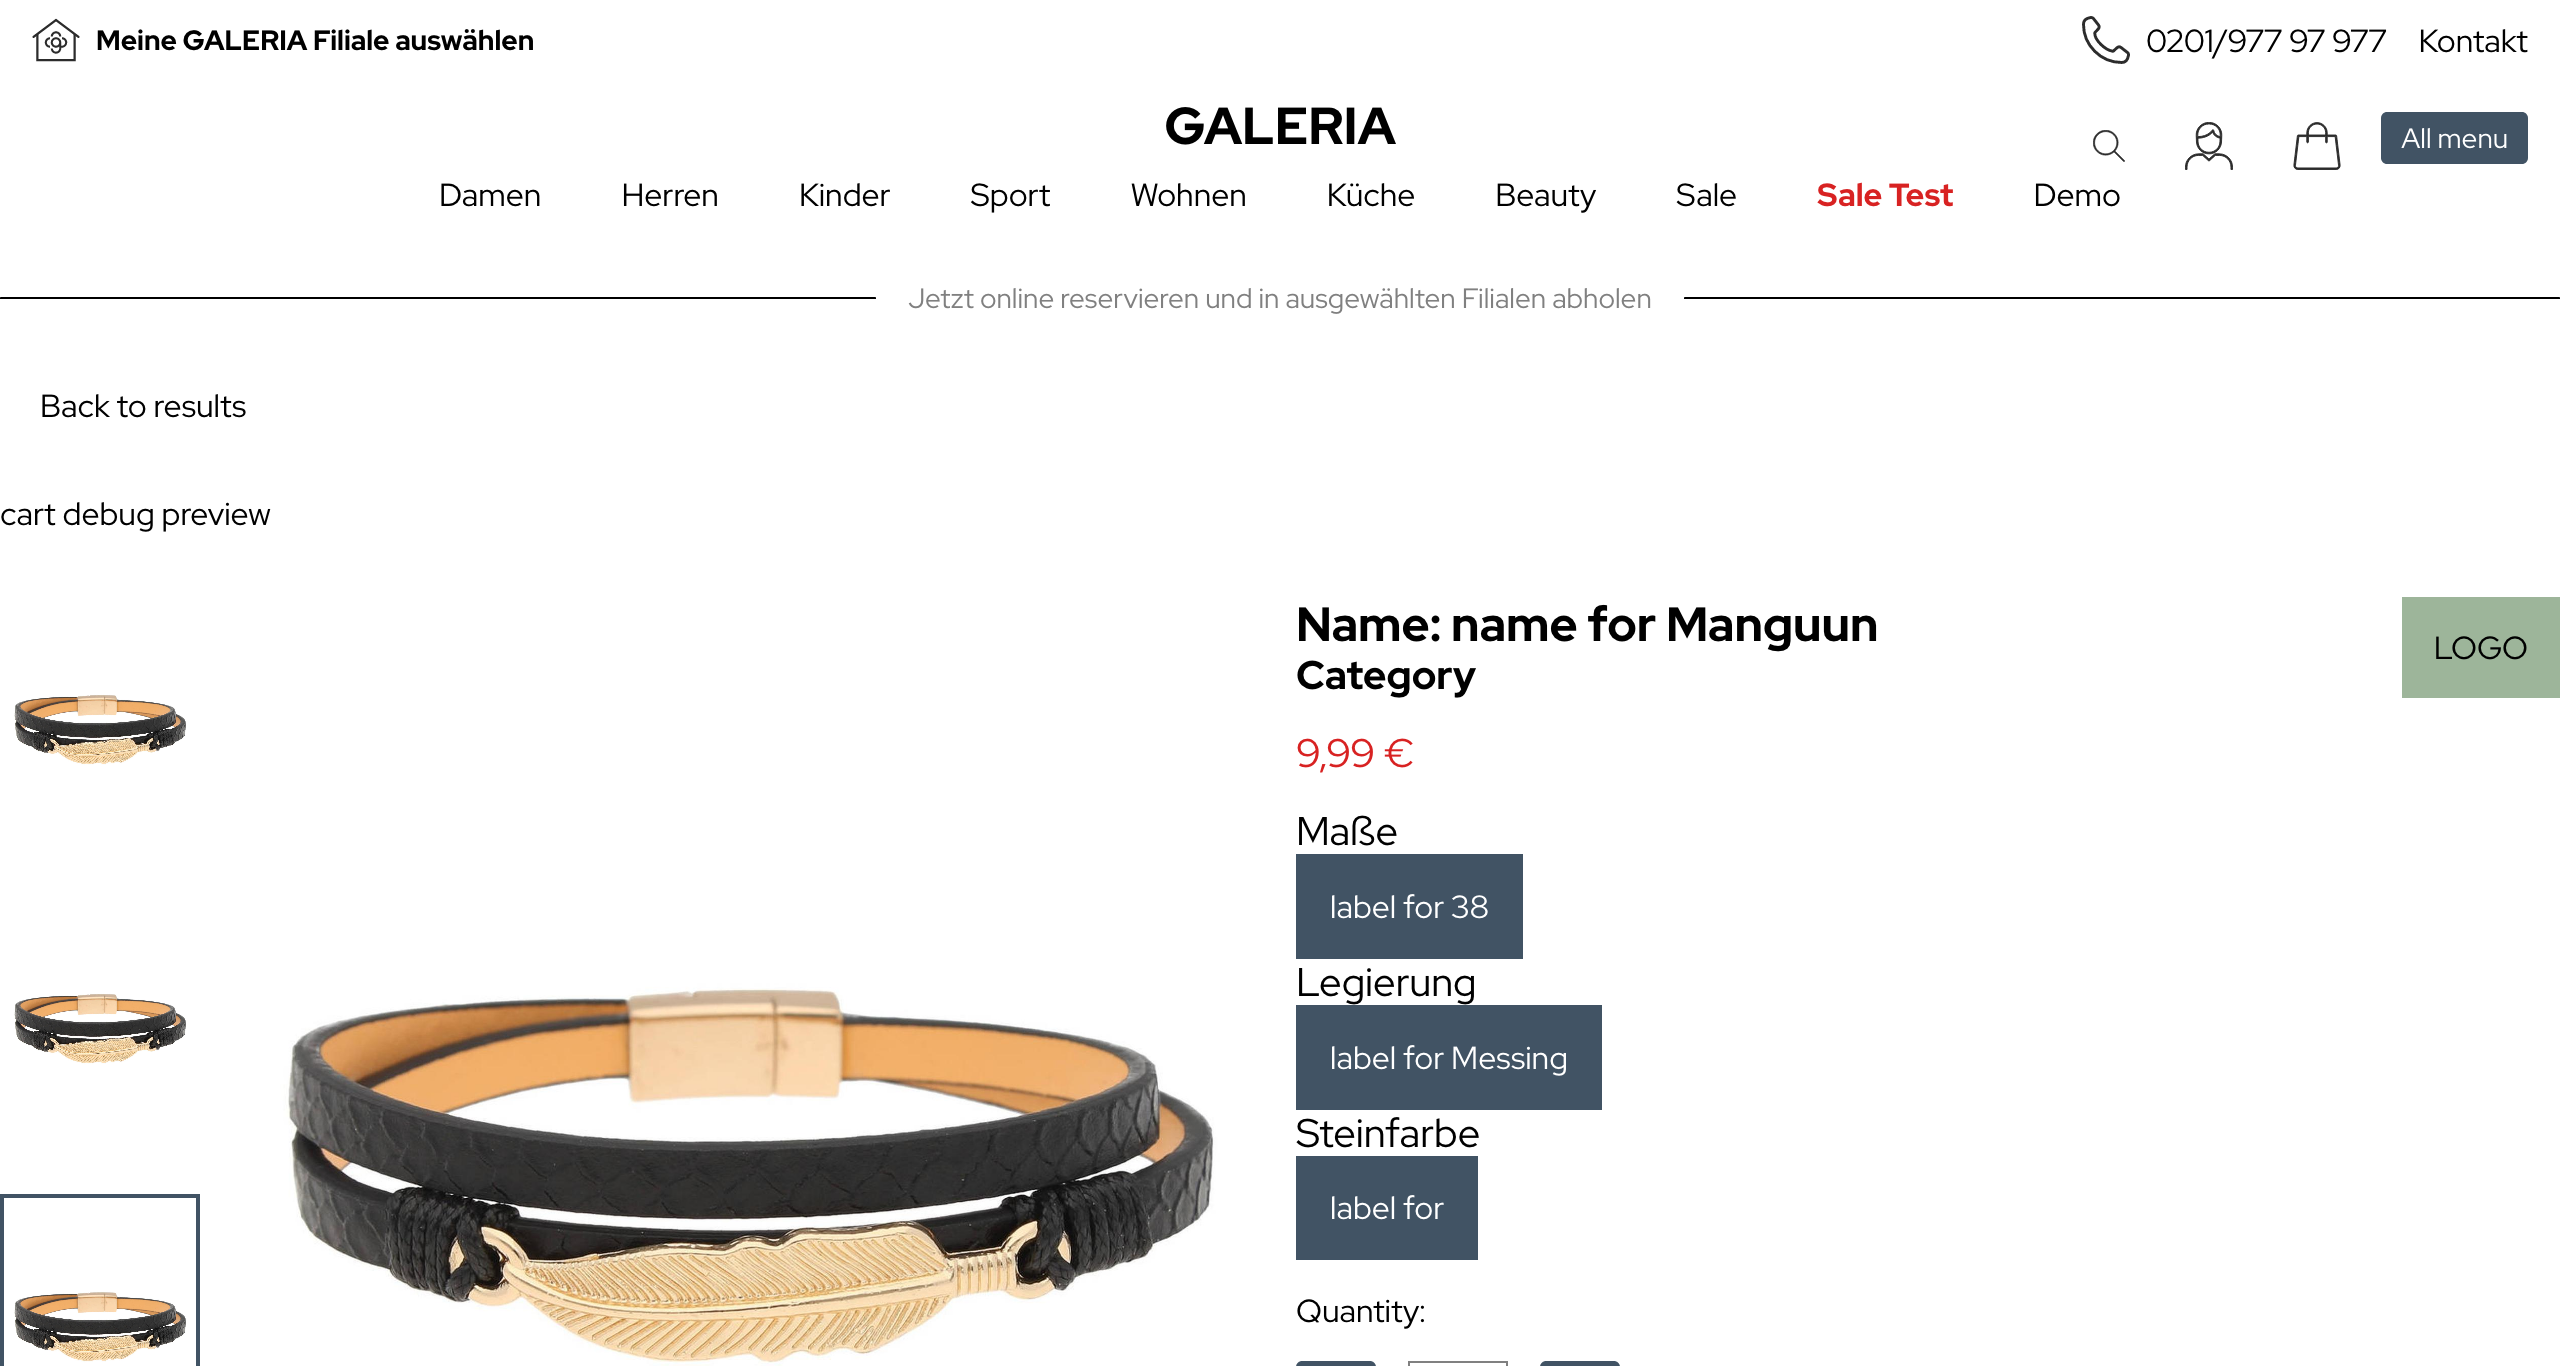 Meine GALERIA Filiale auswählen
0201/977 97 977 Kontakt
GALERIA
All menu
Damen Herren Kinder Sport Wohnen Küche Beauty Sale Sale Test Demo
Jetzt online reservieren und in ausgewählten Filialen abholen
Back to results
cart debug preview
Name: name for Manguun
Category
LOGO
9,99 €
Maße
label for 38
Legierung
label for Messing
Steinfarbe
label for
Quantity: